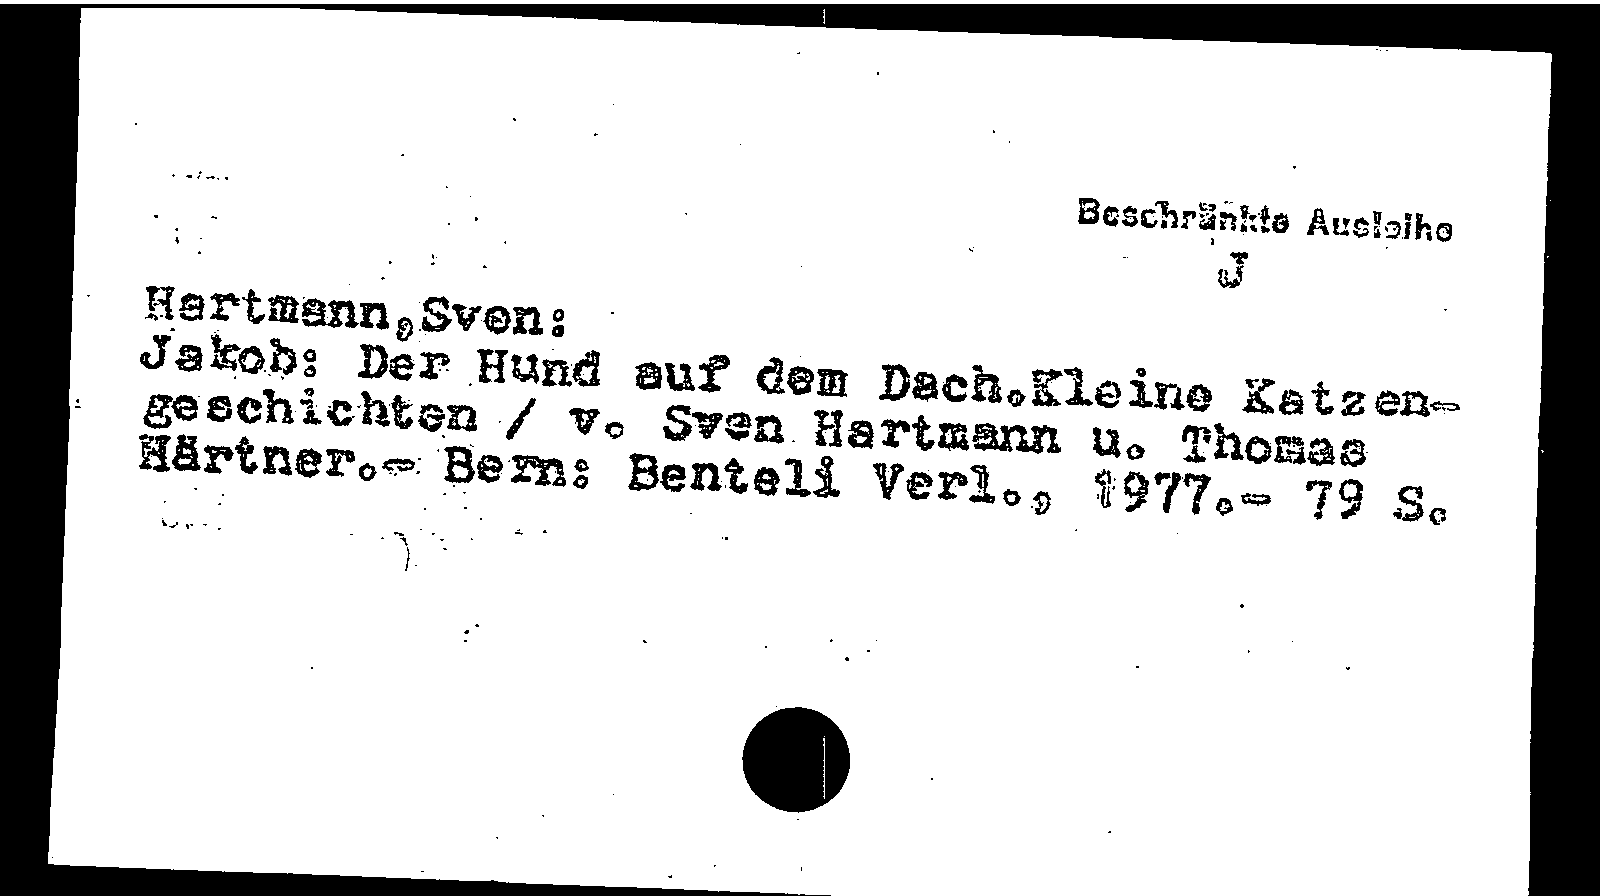 Beschränkte Ausleihe
J
Hartmann,Sven:
Jakob: Der Hund auf dem Dach.Kleine Katzen-
geschichten / v. Sven Hartmann u. Thomas
Härtner.- Bern: Benteli Verl., 1977.- 79 S.